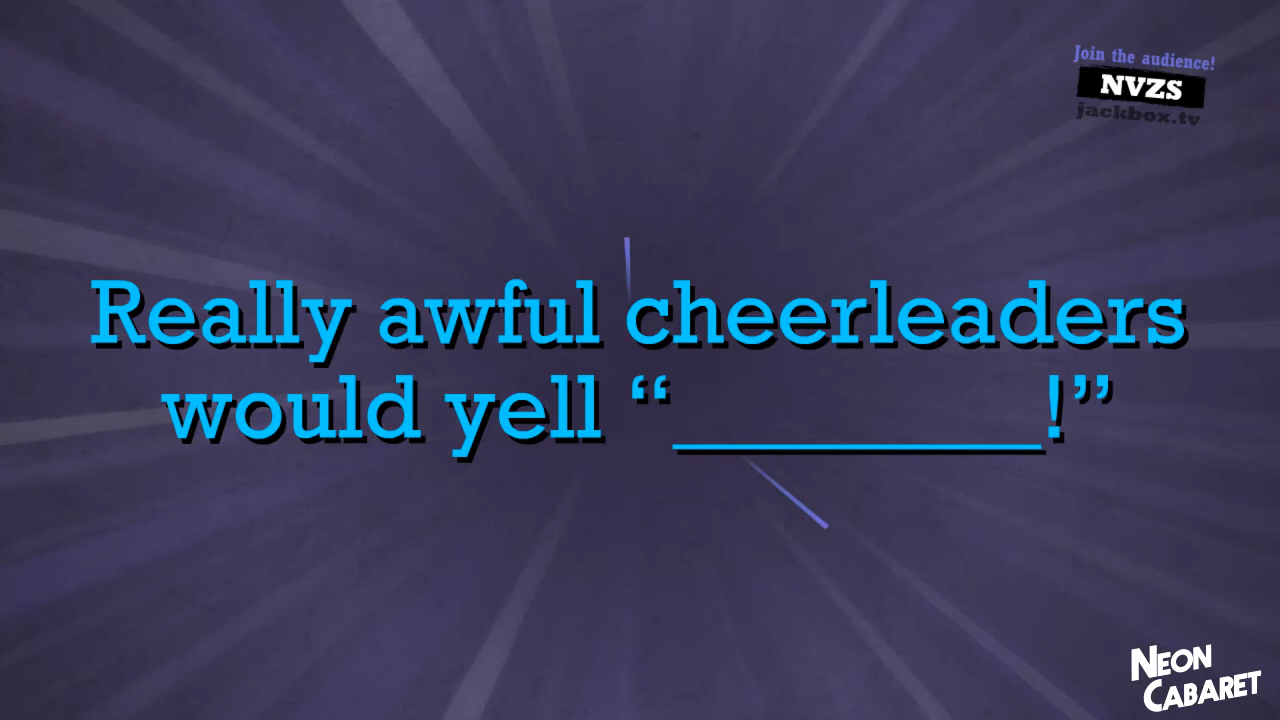 Join the audience!
NVZS
jackbox.tv
Really awful cheerleaders
would yell “________!”
NEON
CABARET